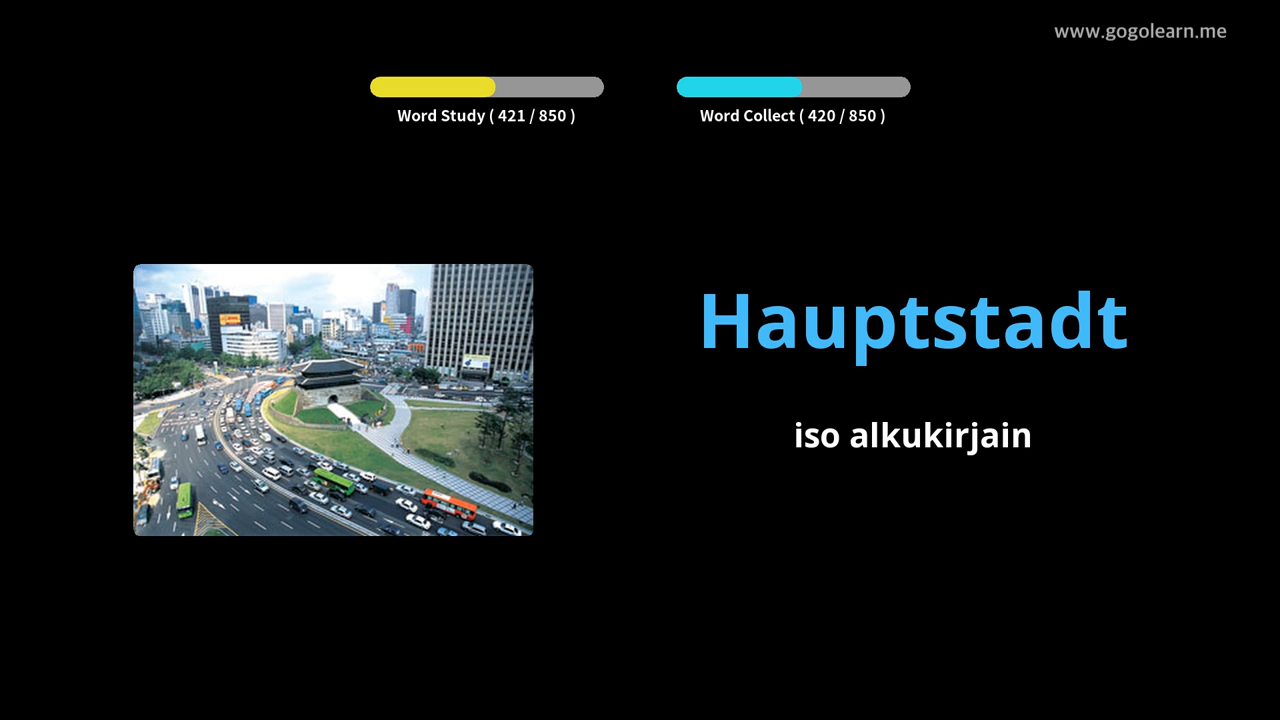 www.gogolearn.me
Word Study ( 421 / 850 )
Word Collect ( 420 / 850 )
Hauptstadt
iso alkukirjain